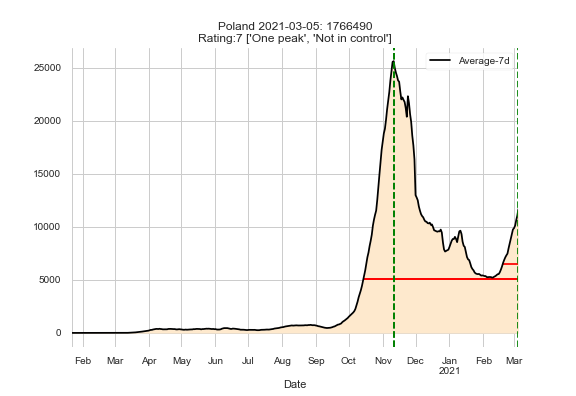 Poland 2021-03-05: 1766490
Rating:7 ['One peak', 'Not in control']
Average-7d
25000
20000
15000
10000
5000
0
Feb Mar Apr May Jun Jul Aug Sep Oct Nov Dec Jan Feb Mar
2021
Date